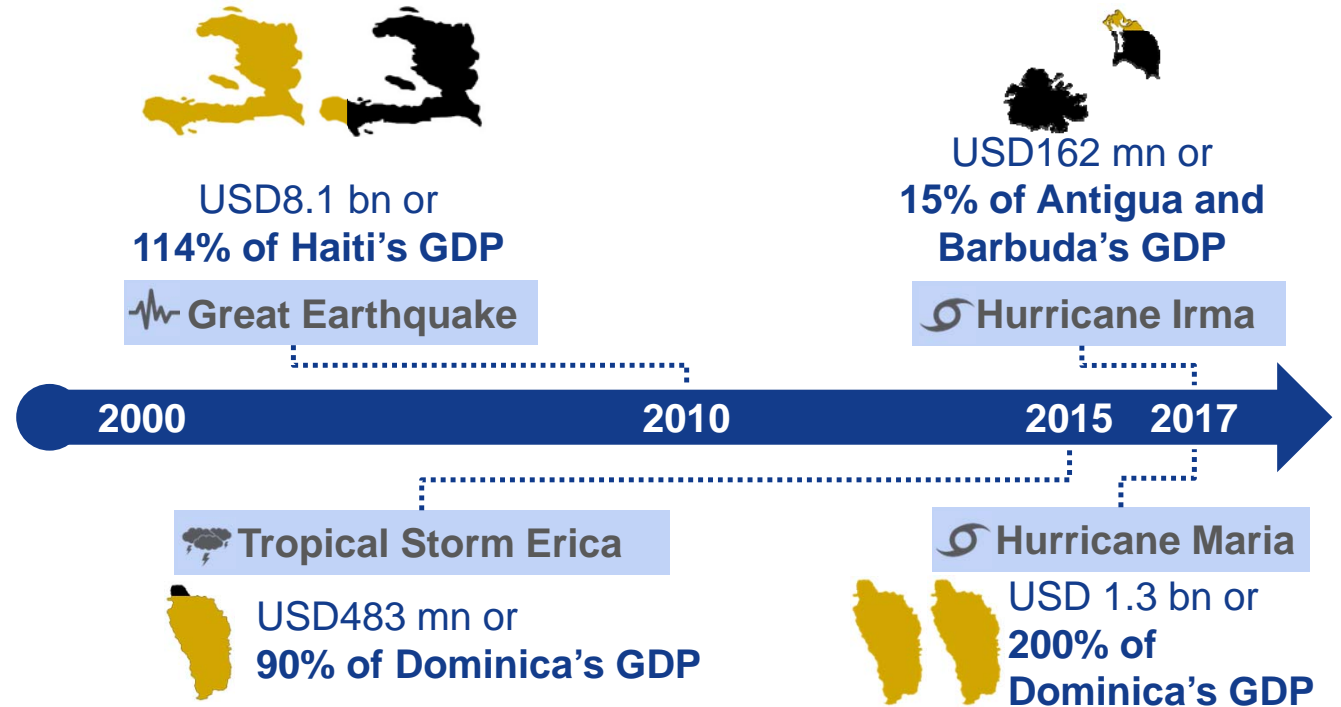 USD8.1 bn or
114% of Haiti’s GDP
Great Earthquake
USD162 mn or
15% of Antigua and
Barbuda’s GDP
Hurricane Irma
2000
2010
2015
2017
Tropical Storm Erica
USD483 mn or
90% of Dominica’s GDP
Hurricane Maria
USD 1.3 bn or
200% of
Dominica’s GDP